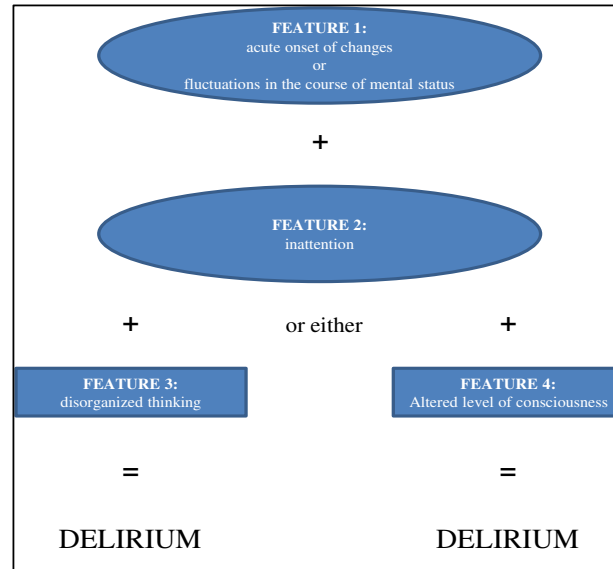 FEATURE 1:
acute onset of changes
or
fluctuations in the course of mental status
+
FEATURE 2:
inattention
+ or either +
FEATURE 3:
disorganized thinking
FEATURE 4:
Altered level of consciousness
= =
DELIRIUM DELIRIUM